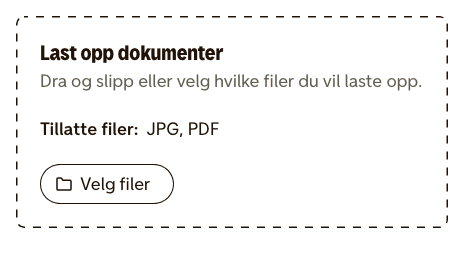 Last opp dokumenter
Dra og slipp eller velg hvilke filer du vil laste opp.
Tillatte filer: JPG, PDF
Velg filer